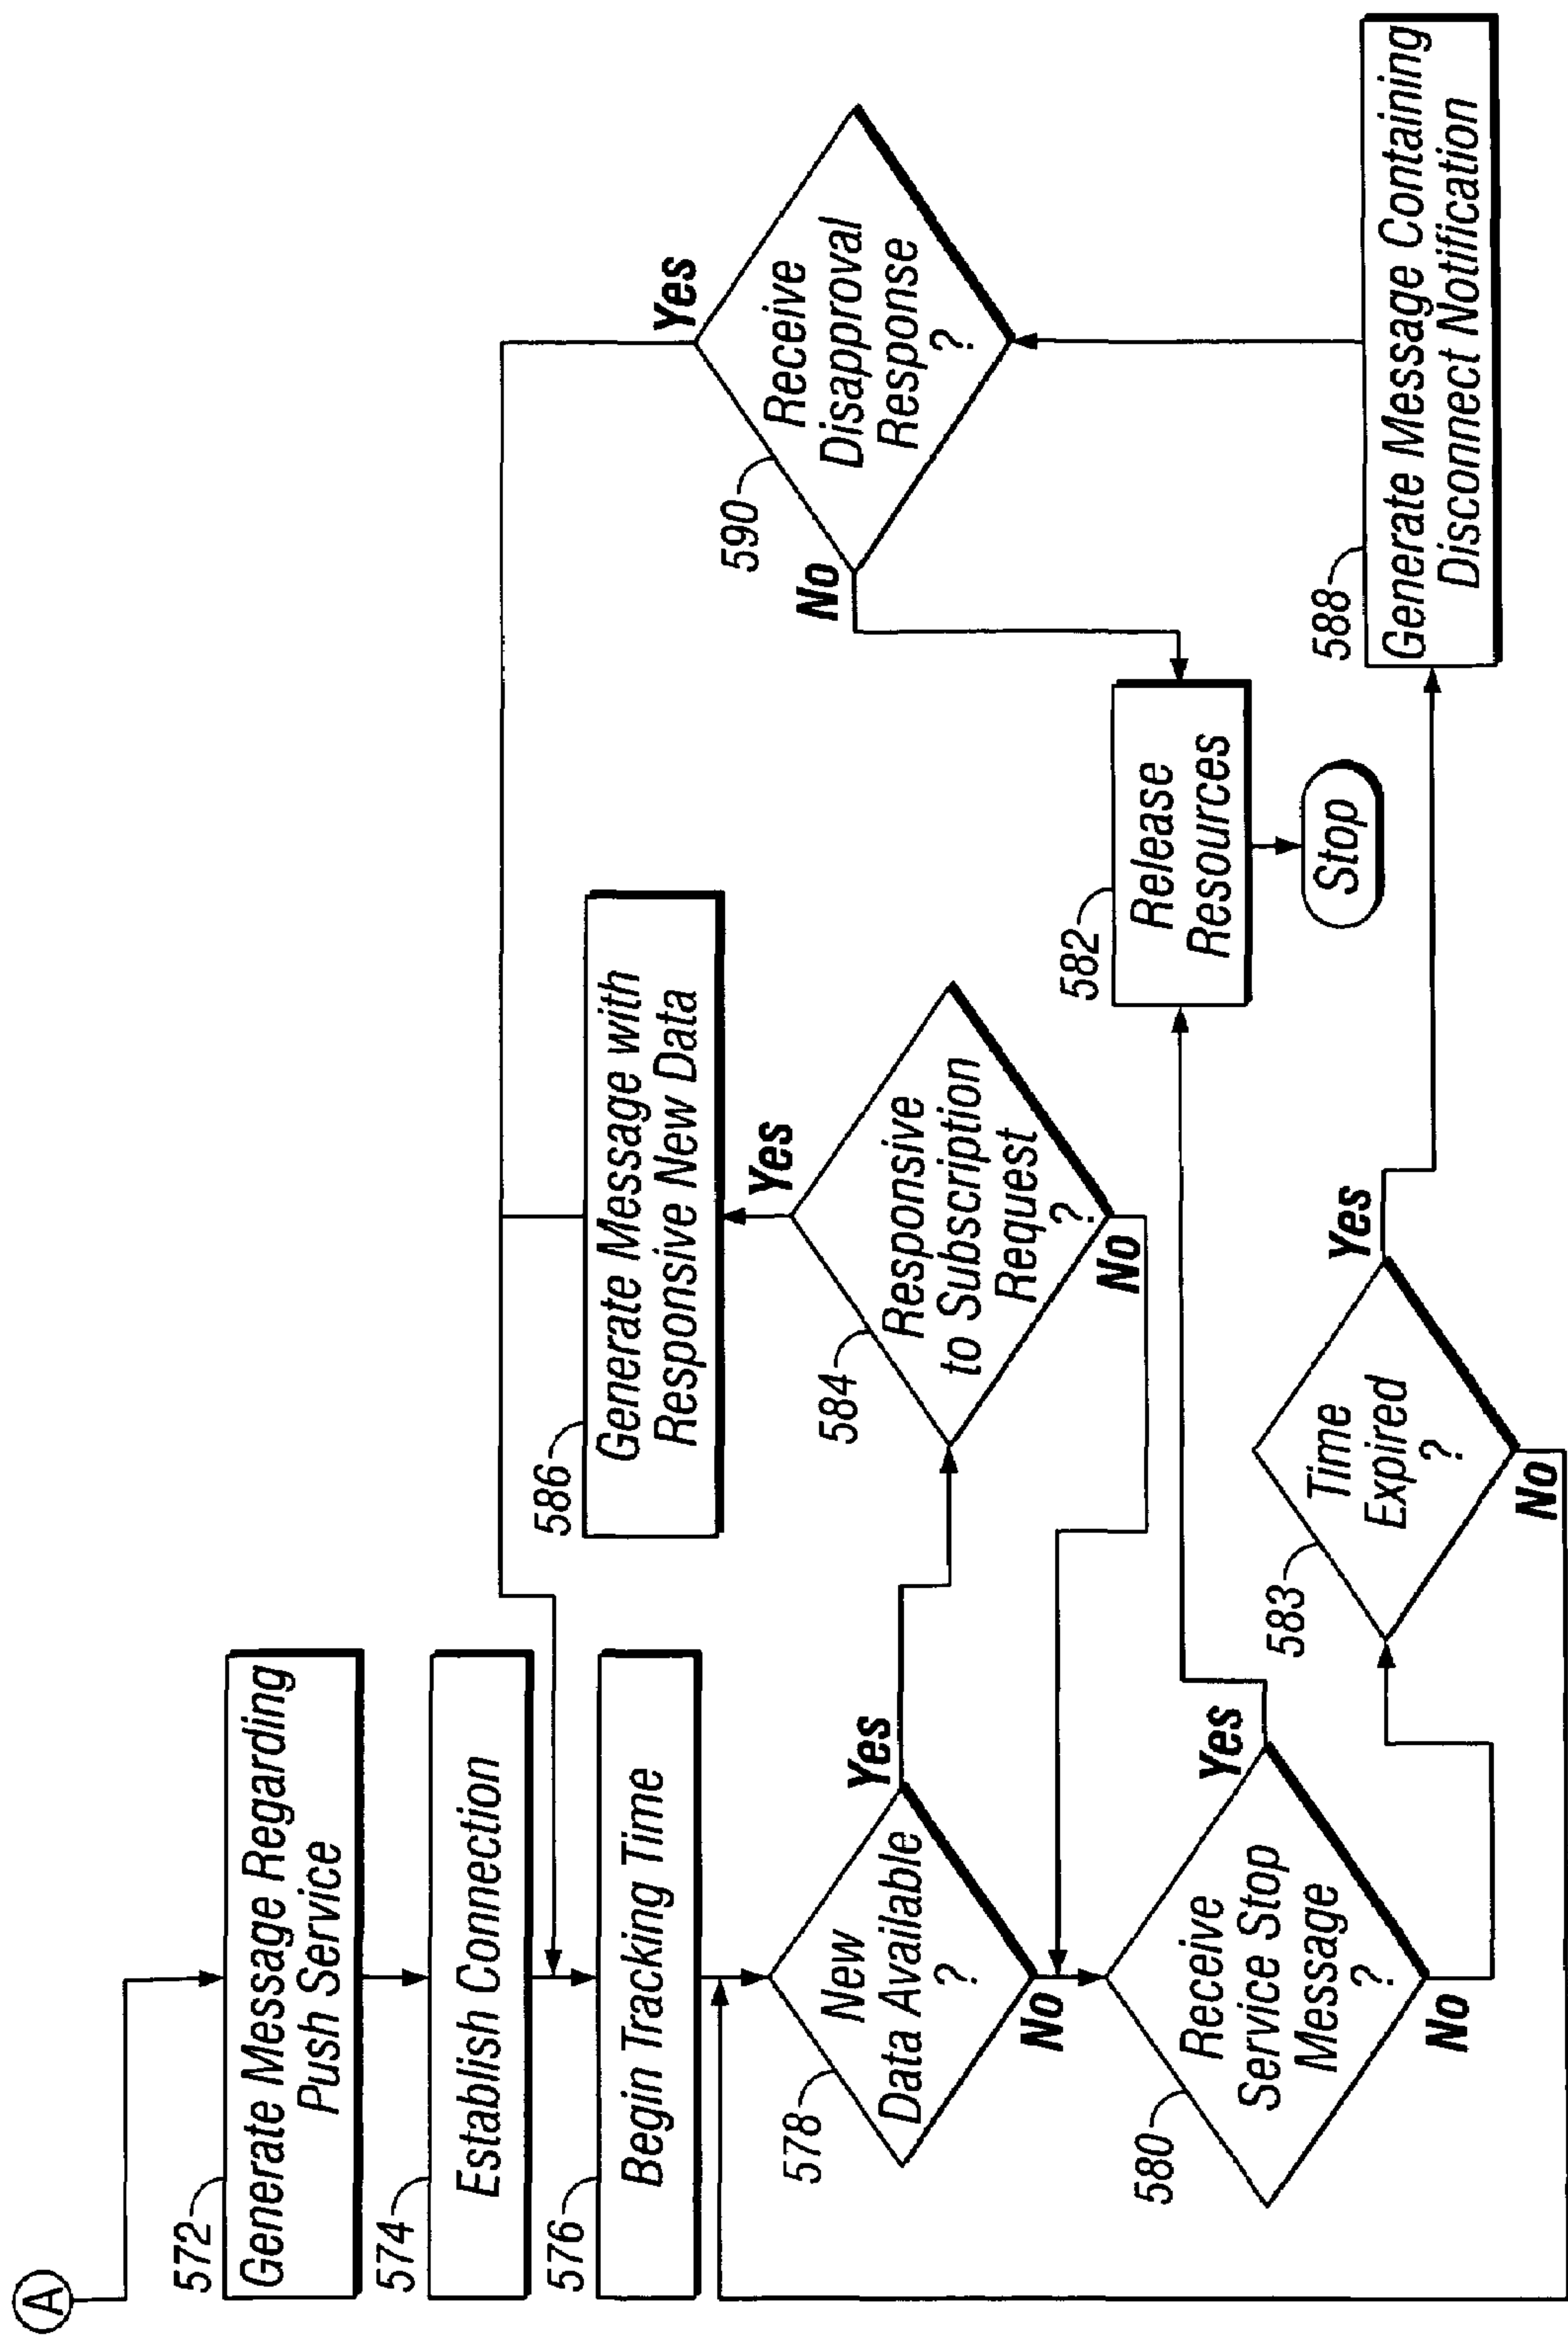 A
572
Generate Message Regarding
Push Service
574
Establish Connection
576
Begin Tracking Time
578
New
Data Available
?
Yes
No
580
Receive
Service Stop
Message
?
Yes
No
586
Generate Message with
Responsive New Data
584
Responsive
to Subscription
Request
?
Yes
No
583
Time
Expired
?
Yes
No
582
Release
Resources
Stop
590
Receive
Disapproval
Response
?
Yes
No
588
Generate Message Containing
Disconnect Notification